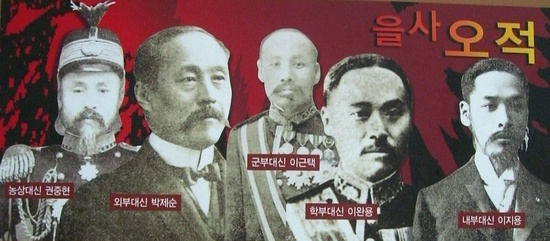 을사오적
농상대신 권중현
외부대신 박제순
군부대신 이근택
학부대신 이완용
내부대신 이지용